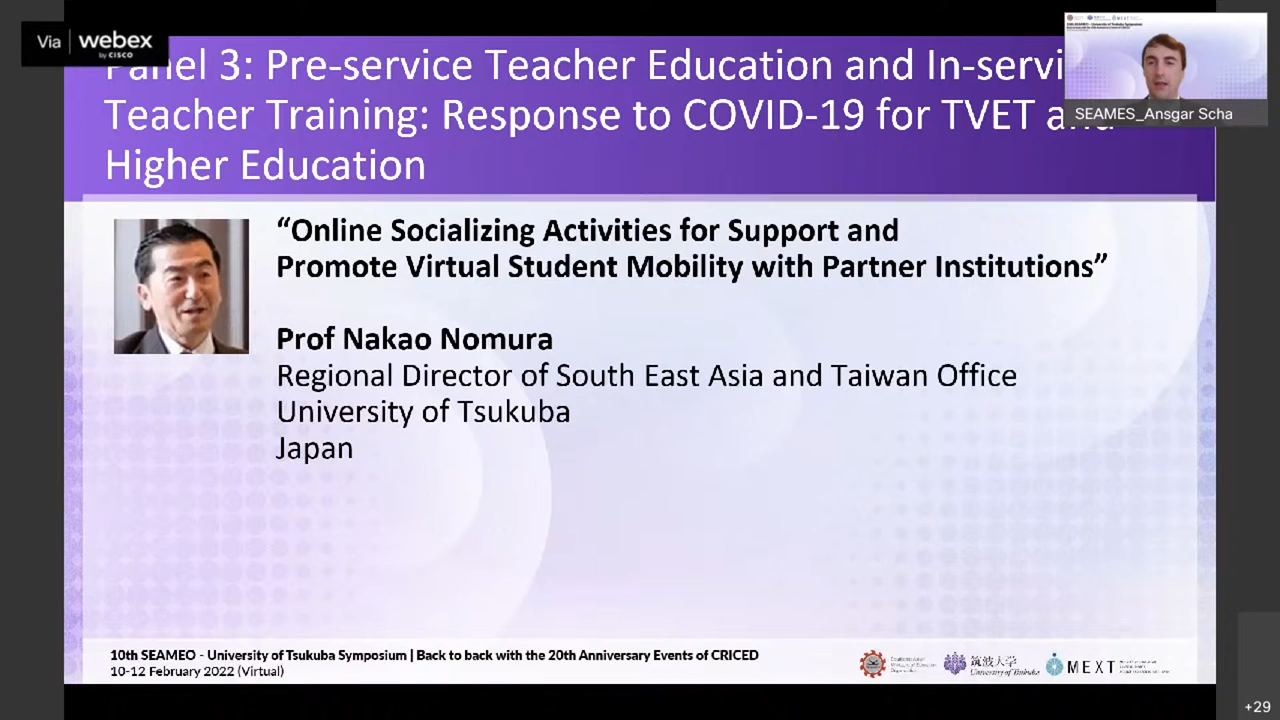 Via webex
by CISCO
Panel 3: Pre-service Teacher Education and In-servi
Teacher Training: Response to COVID-19 for TVET and
Higher Education
SEAMES_Ansgar Scha
“Online Socializing Activities for Support and
Promote Virtual Student Mobility with Partner Institutions”
Prof Nakao Nomura
Regional Director of South East Asia and Taiwan Office
University of Tsukuba
Japan
10th SEAMEO - University of Tsukuba Symposium | Back to back with the 20th Anniversary Events of CRICED
10-12 February 2022 (Virtual)
筑波大学
University of Tsukuba
MEXT
+29